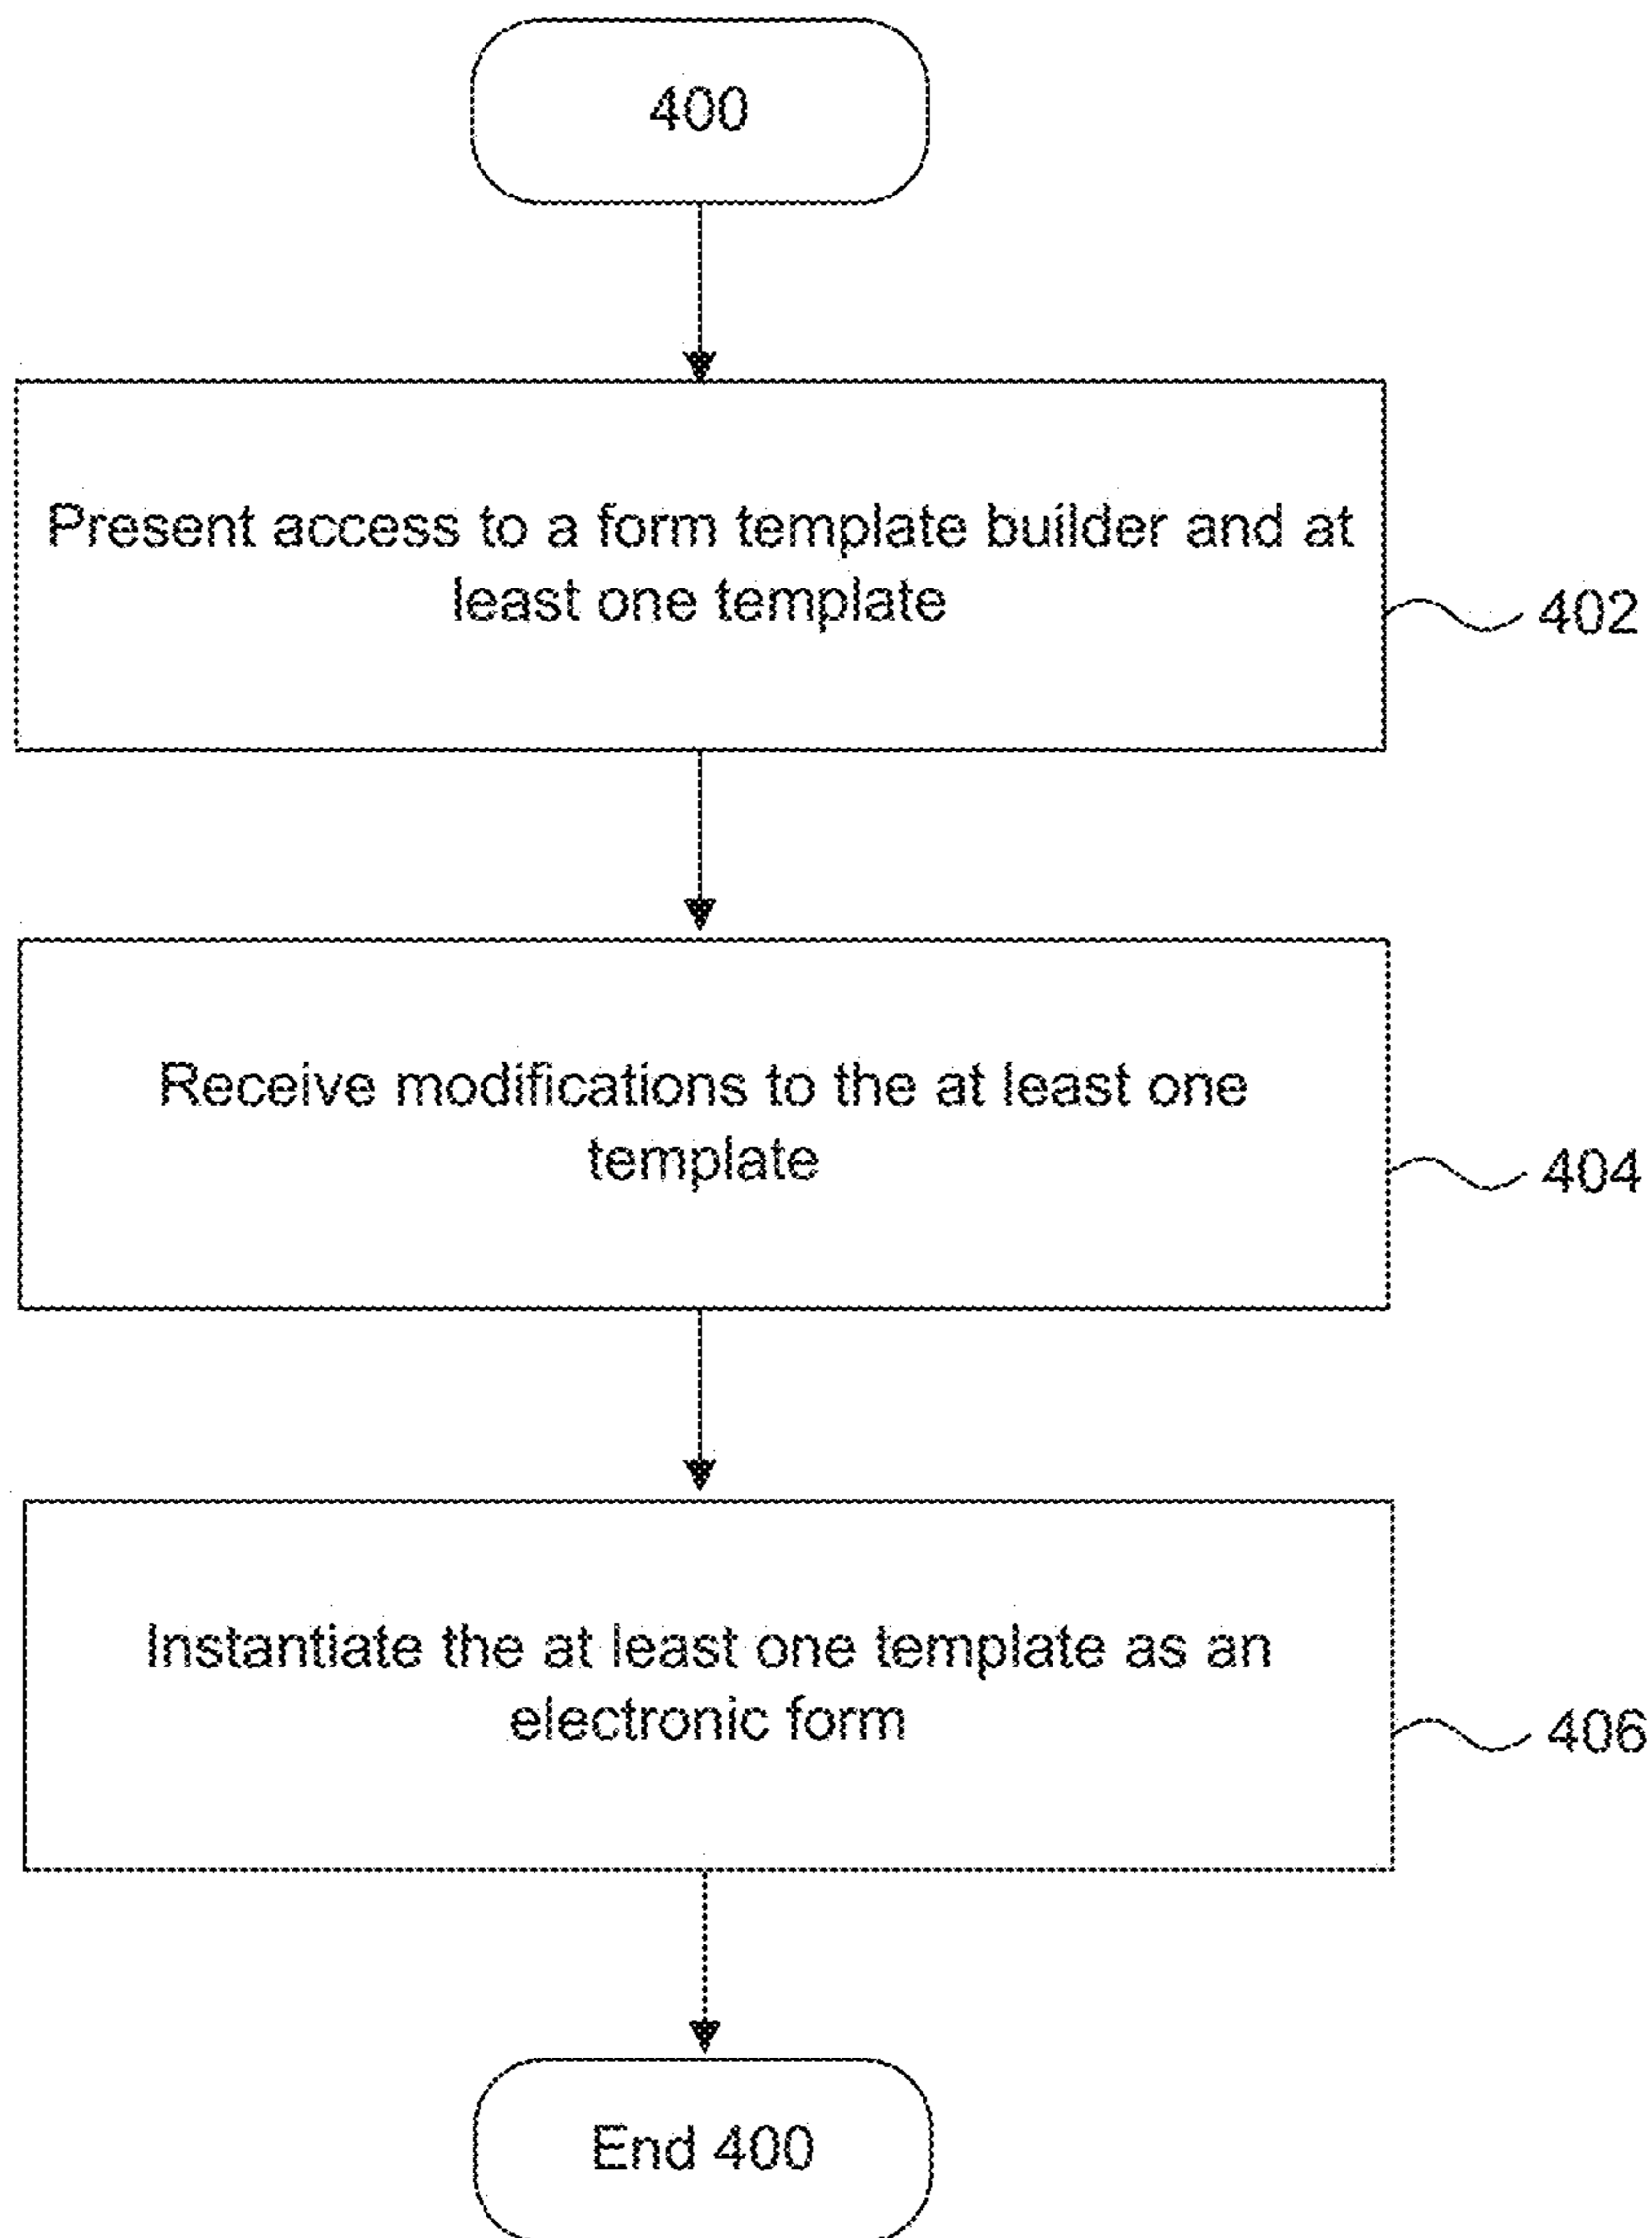 400
Present access to a form template builder and at
least one template
402
Receive modifications to the at least one
template
404
Instantiate the at least one template as an
electronic form
406
End 400